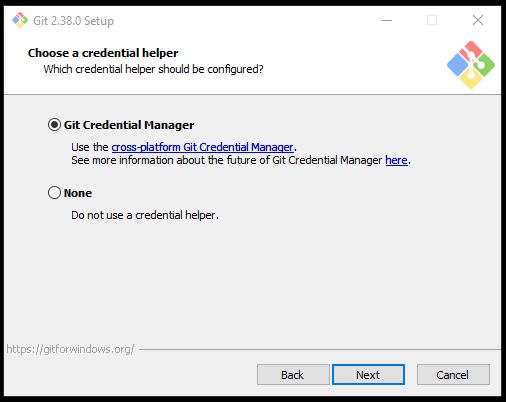 Git 2.38.0 Setup
Choose a credential helper
Which credential helper should be configured?
Git Credential Manager
Use the cross-platform Git Credential Manager.
See more information about the future of Git Credential Manager here.
None
Do not use a credential helper.
https://gitforwindows.org/
Back Next Cancel